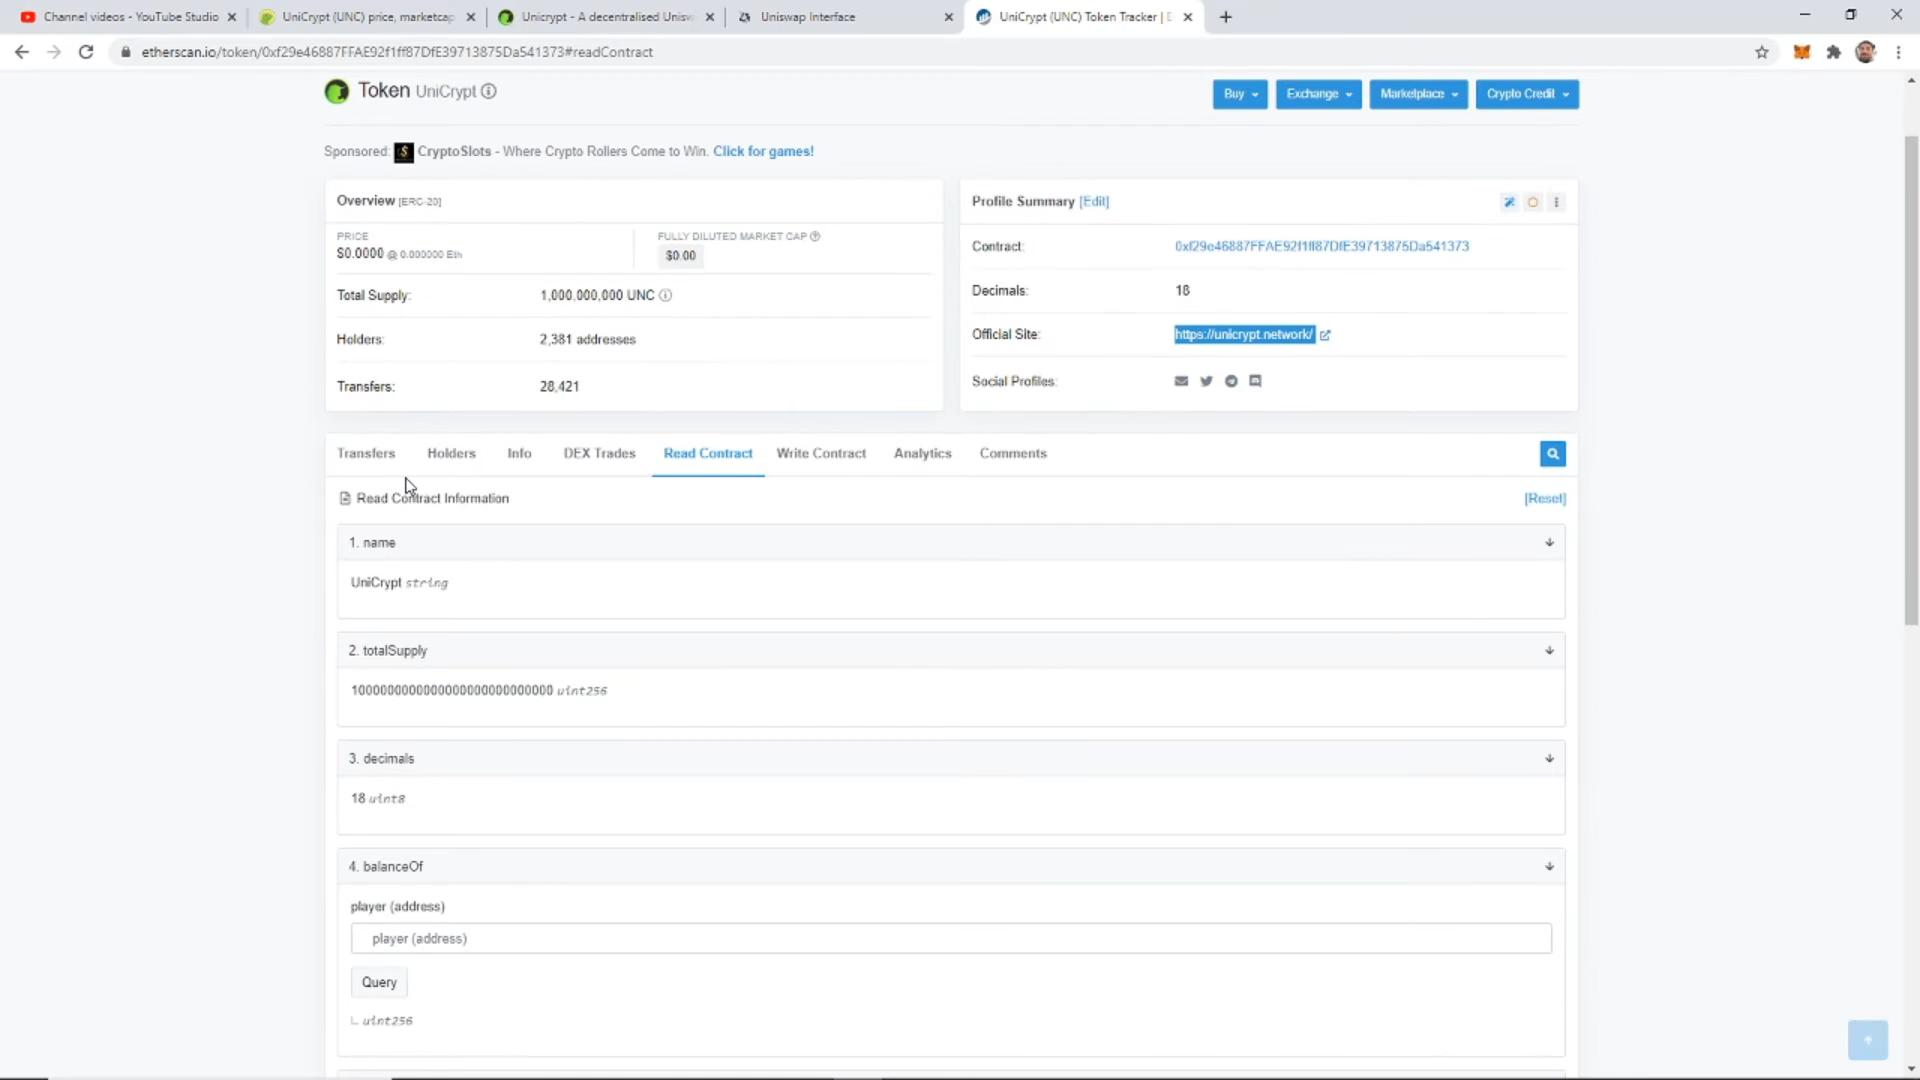 Channel videos - YouTube Studio
UniCrypt (UNC) price, marketcap
Unicrypt - A decentralised Unisw
Uniswap Interface
UniCrypt (UNC) Token Tracker | E
etherscan.io/token/0xf29e46887FFAE92f1ff87DfE39713875Da541373#readContract
Token UniCrypt
Buy
Exchange
Marketplace
Crypto Credit
Sponsored: CryptoSlots - Where Crypto Rollers Come to Win. Click for games!
Overview [ERC-20]
PRICE
$0.0000 @ 0.000000 Eth
FULLY DILUTED MARKET CAP
$0.00
Total Supply: 1,000,000,000 UNC
Holders: 2,381 addresses
Transfers: 28,421
Profile Summary [Edit]
Contract: 0xf29e46887FFAE92f1ff87DfE39713875Da541373
Decimals: 18
Official Site: https://unicrypt.network/
Social Profiles:
Transfers Holders Info DEX Trades Read Contract Write Contract Analytics Comments
Read Contract Information
[Reset]
1. name
UniCrypt string
2. totalSupply
1000000000000000000000000000 uint256
3. decimals
18 uint8
4. balanceOf
player (address)
player (address)
Query
uint256